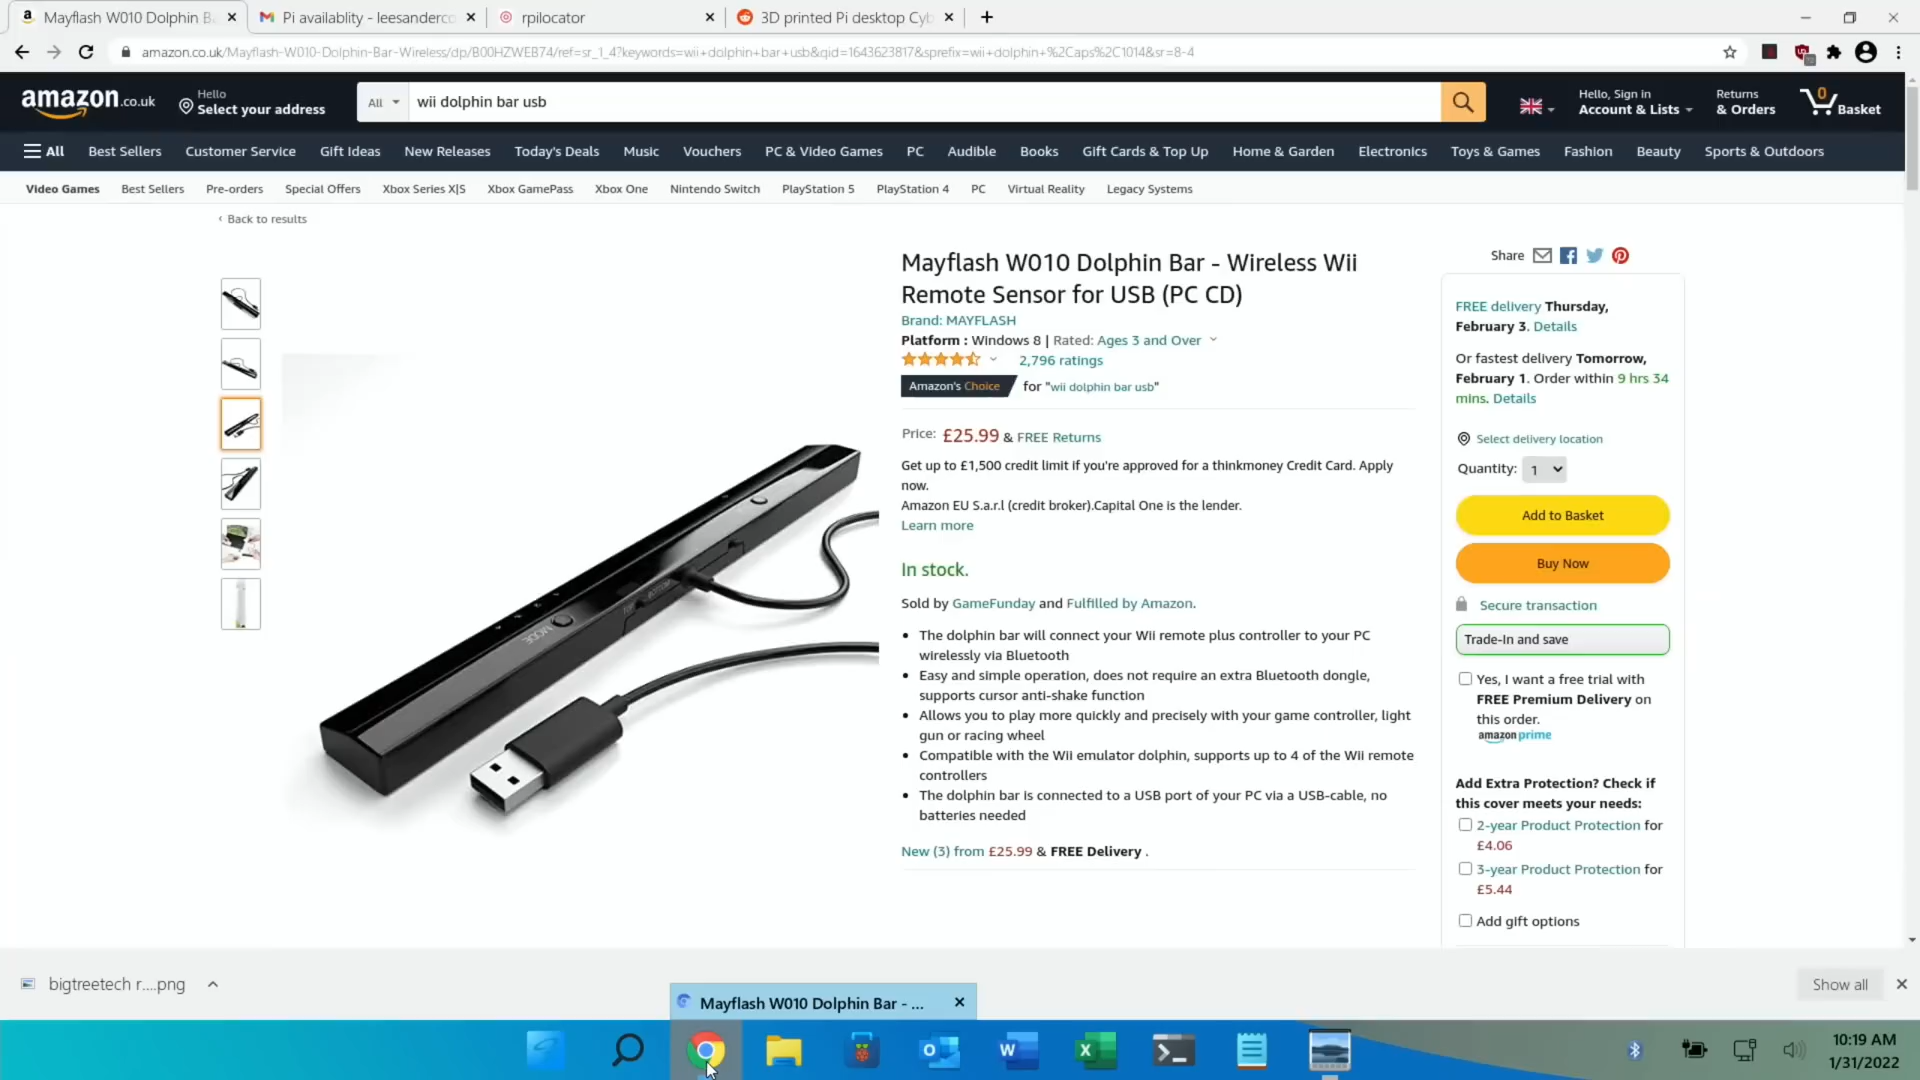 Mayflash W010 Dolphin Ba
Pi availablity - leesanderco
rpilocator
3D printed Pi desktop Cyb
amazon.co.uk/Mayflash-W010-Dolphin-Bar-Wireless/dp/B00HZWEB74/ref=sr_1_4?keywords=wii+dolphin+bar+usb&qid=1643623817&sprefix=wii+dolphin+%2Caps%2C1014&sr=8-4
amazon.co.uk
Hello
Select your address
All
wii dolphin bar usb
Hello, Sign in
Account & Lists
Returns
& Orders
0
Basket
All
Best Sellers
Customer Service
Gift Ideas
New Releases
Today's Deals
Music
Vouchers
PC & Video Games
PC
Audible
Books
Gift Cards & Top Up
Home & Garden
Electronics
Toys & Games
Fashion
Beauty
Sports & Outdoors
Video Games
Best Sellers
Pre-orders
Special Offers
Xbox Series X|S
Xbox GamePass
Xbox One
Nintendo Switch
PlayStation 5
PlayStation 4
PC
Virtual Reality
Legacy Systems
‹ Back to results
MODE
Mayflash W010 Dolphin Bar - Wireless Wii
Remote Sensor for USB (PC CD)
Brand: MAYFLASH
Platform : Windows 8 | Rated: Ages 3 and Over
2,796 ratings
Amazon's Choice for "wii dolphin bar usb"
Price: £25.99 & FREE Returns
Get up to £1,500 credit limit if you're approved for a thinkmoney Credit Card. Apply
now.
Amazon EU S.a.r.l (credit broker).Capital One is the lender.
Learn more
In stock.
Sold by GameFunday and Fulfilled by Amazon.
• The dolphin bar will connect your Wii remote plus controller to your PC
wirelessly via Bluetooth
• Easy and simple operation, does not require an extra Bluetooth dongle,
supports cursor anti-shake function
• Allows you to play more quickly and precisely with your game controller, light
gun or racing wheel
• Compatible with the Wii emulator dolphin, supports up to 4 of the Wii remote
controllers
• The dolphin bar is connected to a USB port of your PC via a USB-cable, no
batteries needed
New (3) from £25.99 & FREE Delivery .
Share
FREE delivery Thursday,
February 3. Details
Or fastest delivery Tomorrow,
February 1. Order within 9 hrs 34
mins. Details
Select delivery location
Quantity: 1
Add to Basket
Buy Now
Secure transaction
Trade-In and save
Yes, I want a free trial with
FREE Premium Delivery on
this order.
amazon prime
Add Extra Protection? Check if
this cover meets your needs:
2-year Product Protection for
£4.06
3-year Product Protection for
£5.44
Add gift options
bigtreetech r....png
Show all
Mayflash W010 Dolphin Bar - ...
10:19 AM
1/31/2022